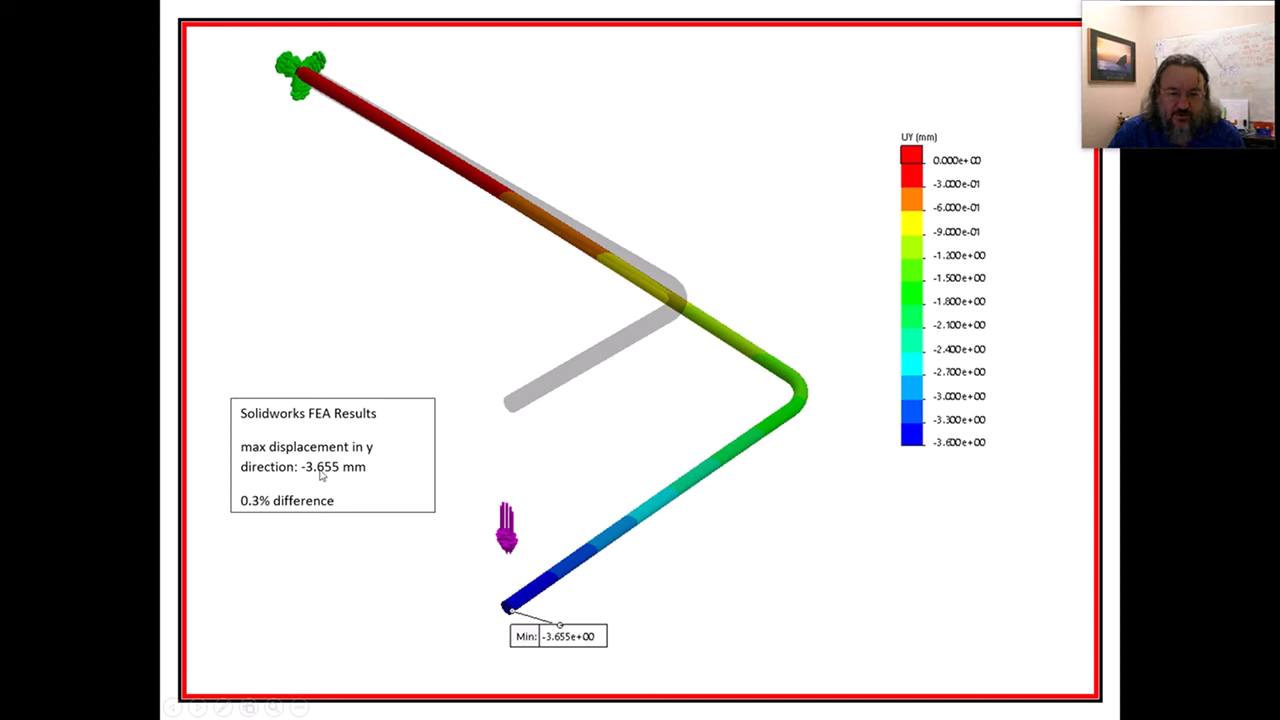 UY (mm)
0.000e+00
-3.000e-01
-6.000e-01
-9.000e-01
-1.200e+00
-1.500e+00
-1.800e+00
-2.100e+00
-2.400e+00
-2.700e+00
-3.000e+00
-3.300e+00
-3.600e+00
Solidworks FEA Results
max displacement in y
direction: -3.655 mm
0.3% difference
Min: -3.655e+00